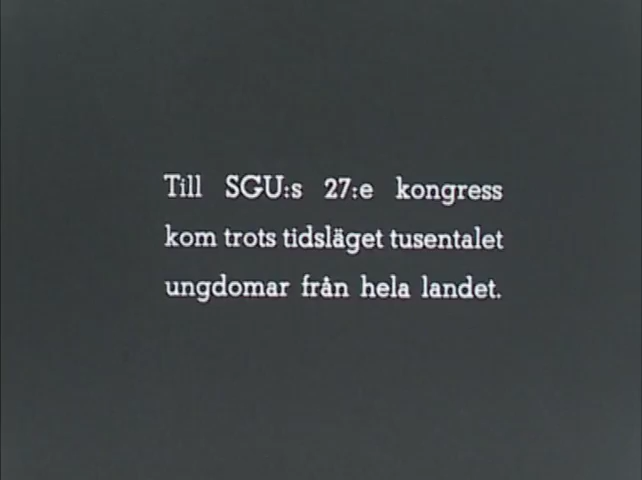 Till SGU:s 27:e kongress
kom trots tidsläget tusentalet
ungdomar från hela landet.